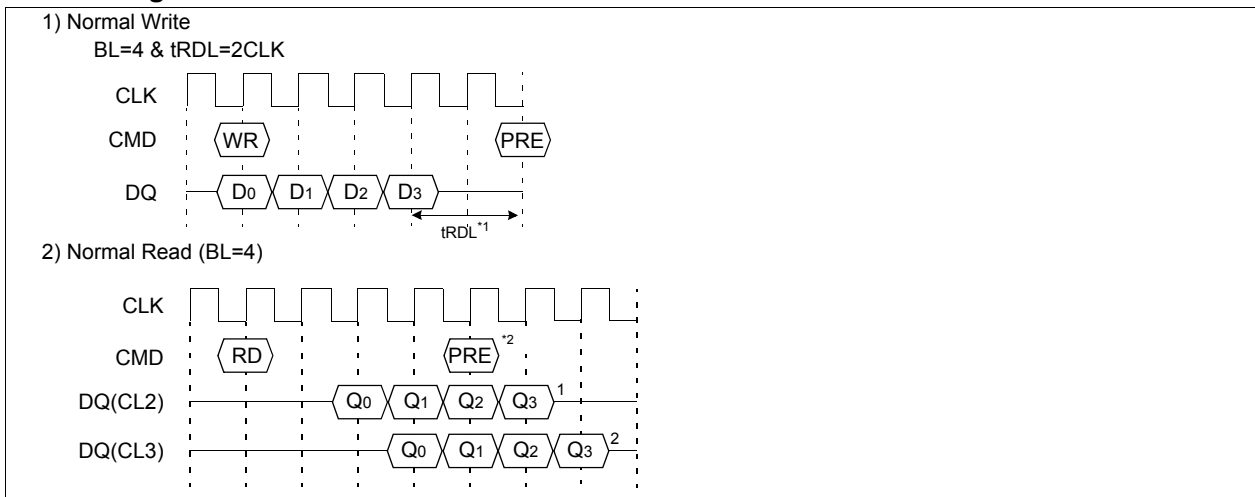 1) Normal Write
BL=4 & tRDL=2CLK
CLK
CMD WR PRE
DQ D0 D1 D2 D3
tRDL*1
2) Normal Read (BL=4)
CLK
CMD RD PRE *2
DQ(CL2) Q0 Q1 Q2 Q3 1
DQ(CL3) Q0 Q1 Q2 Q3 2